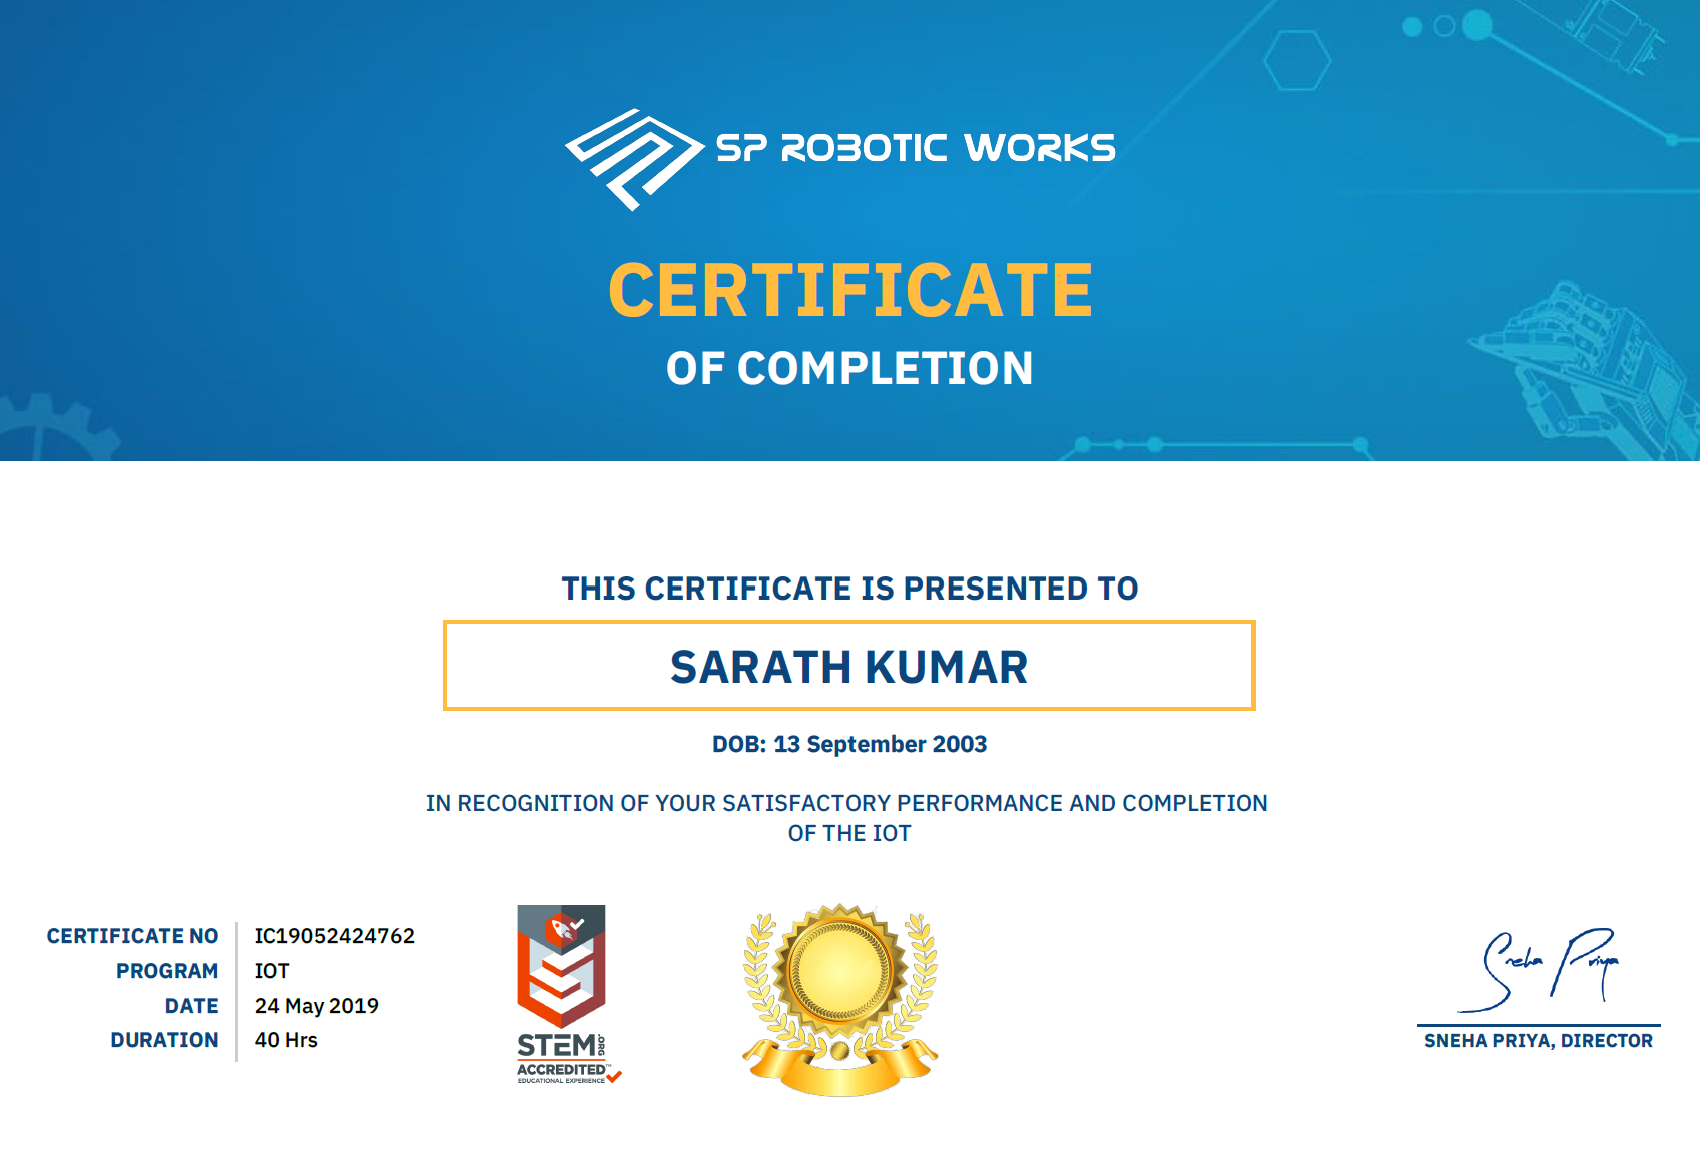 SP ROBOTIC WORKS
CERTIFICATE
OF COMPLETION
THIS CERTIFICATE IS PRESENTED TO
SARATH KUMAR
DOB: 13 September 2003
IN RECOGNITION OF YOUR SATISFACTORY PERFORMANCE AND COMPLETION
OF THE IOT
CERTIFICATE NO IC19052424762
PROGRAM IOT
DATE 24 May 2019
DURATION 40 Hrs
STEM.ORG
ACCREDITED™
EDUCATIONAL EXPERIENCE
Sneha Priya
SNEHA PRIYA, DIRECTOR